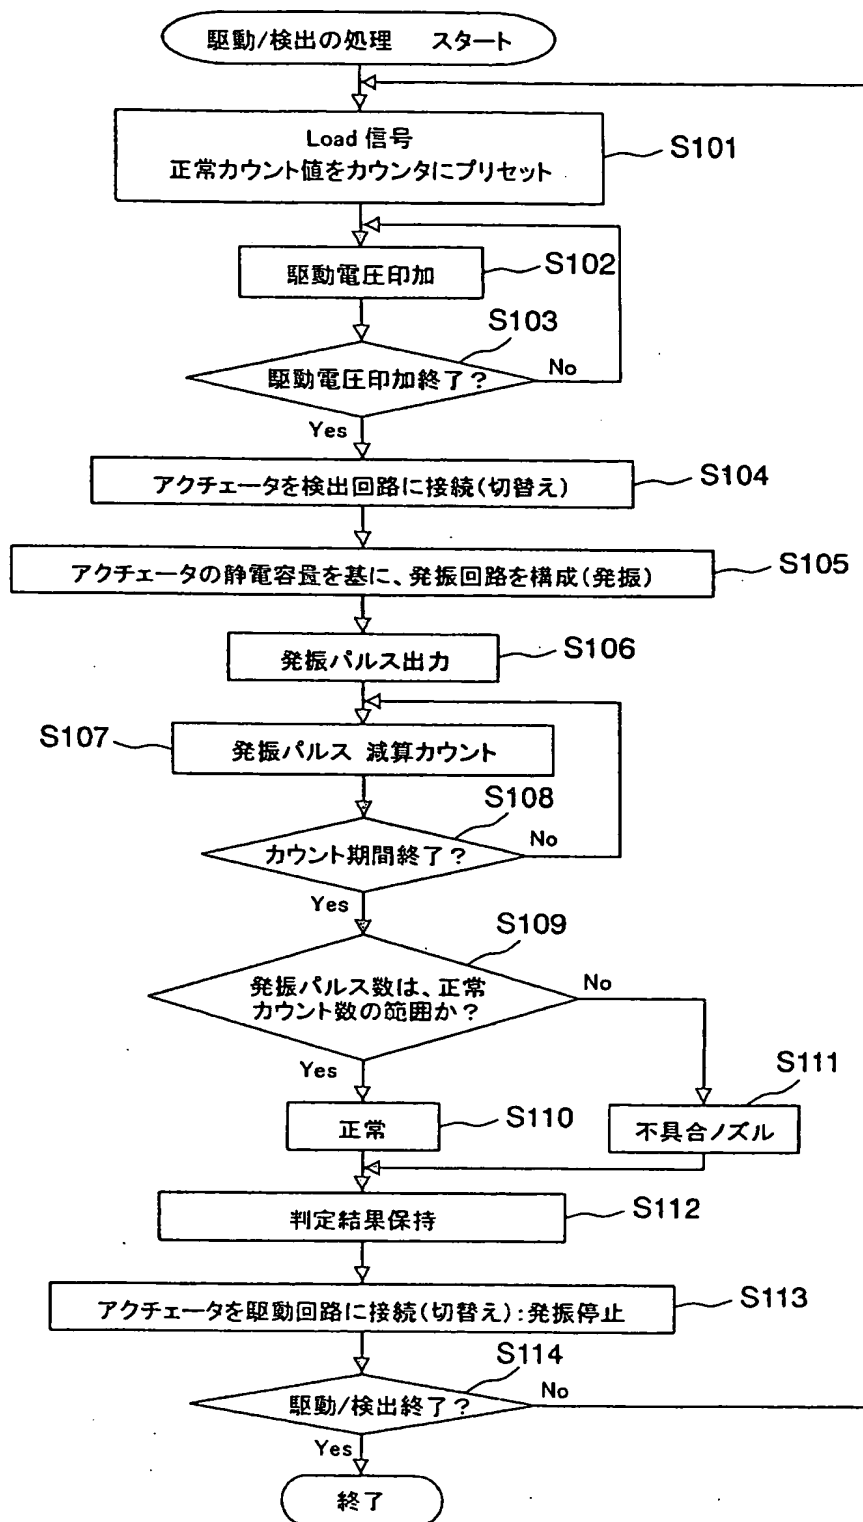 駆動/検出の処理 スタート
Load 信号
正常カウント値をカウンタにプリセット
S101
駆動電圧印加
S102
S103
駆動電圧印加終了？
No
Yes
アクチェータを検出回路に接続(切替え)
S104
アクチェータの静電容量を基に、発振回路を構成(発振)
S105
発振パルス出力
S106
S107
発振パルス 減算カウント
S108
カウント期間終了？
No
Yes
S109
発振パルス数は、正常
カウント数の範囲か？
No
Yes
S111
正常
S110
不具合ノズル
判定結果保持
S112
アクチェータを駆動回路に接続(切替え):発振停止
S113
S114
駆動/検出終了？
No
Yes
終了